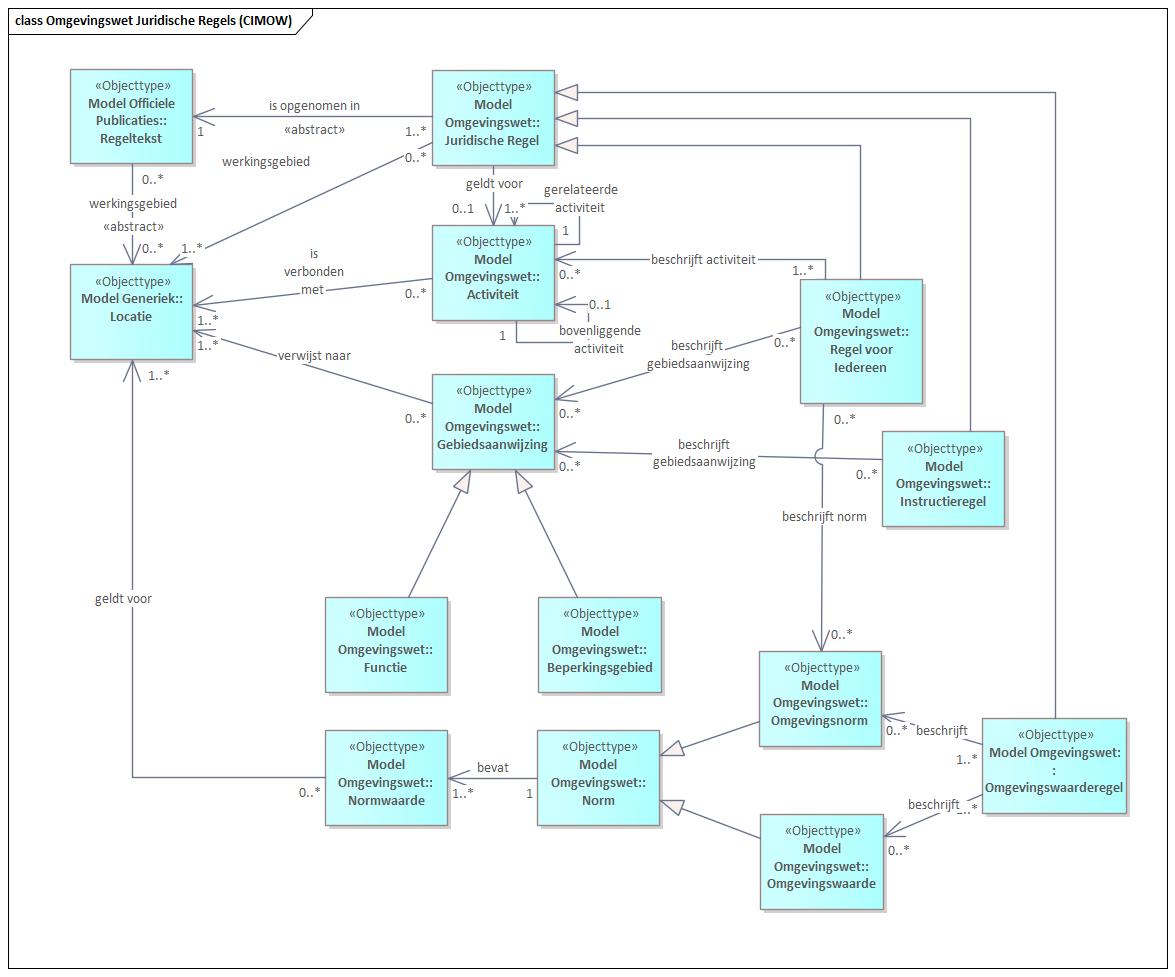 class Omgevingswet Juridische Regels (CIMOW)
«Objecttype»
Model Officiele
Publicaties::
Regeltekst
is opgenomen in
«abstract»
1
1..*
«Objecttype»
Model
Omgevingswet::
Juridische Regel
0..*
werkingsgebied
«abstract»
0..*
werkingsgebied
0..*
1..*
geldt voor
0..1
gerelateerde
activiteit
1..*
1
«Objecttype»
Model Generiek::
Locatie
is
verbonden
met
0..*
1..*
«Objecttype»
Model
Omgevingswet::
Activiteit
beschrijft activiteit
1..*
0..*
0..1
bovenliggende
activiteit
1
«Objecttype»
Model
Omgevingswet::
Regel voor
Iedereen
verwijst naar
1..*
0..*
«Objecttype»
Model
Omgevingswet::
Gebiedsaanwijzing
beschrijft
gebiedsaanwijzing
0..*
0..*
beschrijft
gebiedsaanwijzing
0..*
0..*
«Objecttype»
Model
Omgevingswet::
Instructieregel
0..*
beschrijft norm
0..*
geldt voor
1..*
0..*
«Objecttype»
Model
Omgevingswet::
Functie
«Objecttype»
Model
Omgevingswet::
Beperkingsgebied
«Objecttype»
Model
Omgevingswet::
Omgevingsnorm
«Objecttype»
Model
Omgevingswet::
Normwaarde
bevat
1..*
1
«Objecttype»
Model
Omgevingswet::
Norm
beschrijft
0..*
1..*
«Objecttype»
Model Omgevingswet:
:
Omgevingswaarderegel
beschrijft
0..*
«Objecttype»
Model
Omgevingswet::
Omgevingswaarde